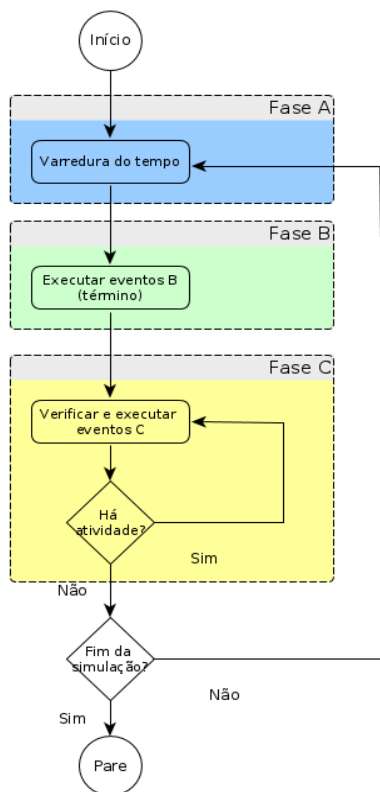 Início
Fase A
Varredura do tempo
Fase B
Executar eventos B
(término)
Fase C
Verificar e executar
eventos C
Há
atividade?
Sim
Não
Fim da
simulação?
Não
Sim
Pare